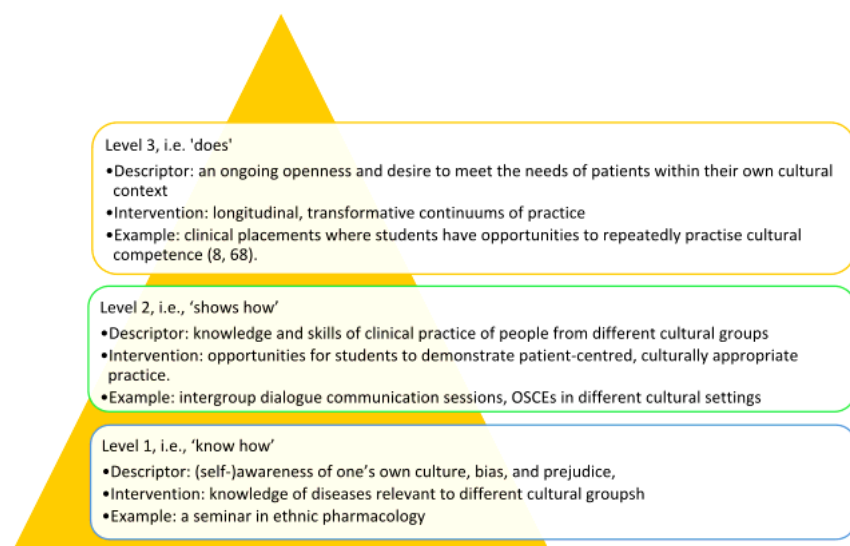 Level 3, i.e. 'does'
•Descriptor: an ongoing openness and desire to meet the needs of patients within their own cultural
context
•Intervention: longitudinal, transformative continuums of practice
•Example: clinical placements where students have opportunities to repeatedly practise cultural
competence (8, 68).
Level 2, i.e., ‘shows how’
•Descriptor: knowledge and skills of clinical practice of people from different cultural groups
•Intervention: opportunities for students to demonstrate patient-centred, culturally appropriate
practice.
•Example: intergroup dialogue communication sessions, OSCEs in different cultural settings
Level 1, i.e., ‘know how’
•Descriptor: (self-)awareness of one’s own culture, bias, and prejudice,
•Intervention: knowledge of diseases relevant to different cultural groupsh
•Example: a seminar in ethnic pharmacology